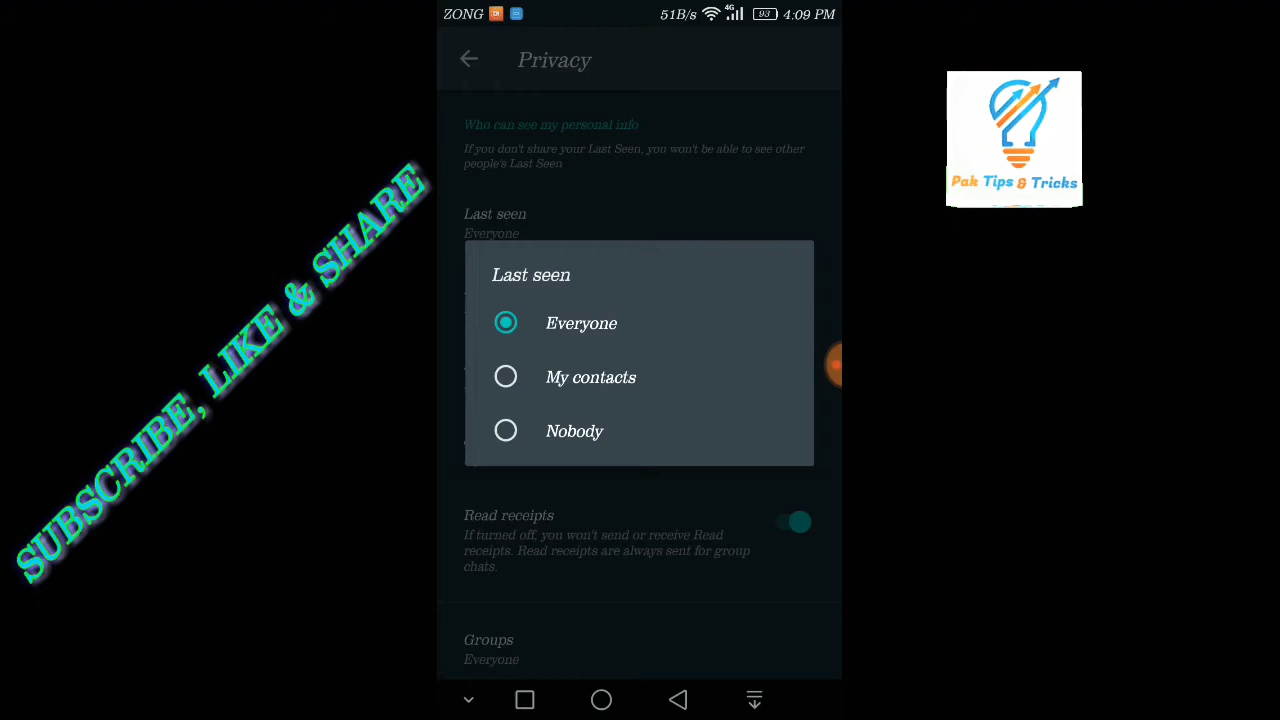 ZONG 51B/s 4G 93 4:09 PM
Privacy
Who can see my personal info
If you don't share your Last Seen, you won't be able to see other
people's Last Seen
Last seen
Everyone
Last seen
Everyone
My contacts
Nobody
Read receipts
If turned off, you won't send or receive Read
receipts. Read receipts are always sent for group
chats.
Groups
Everyone
SUBSCRIBE, LIKE & SHARE
Pak Tips & Tricks